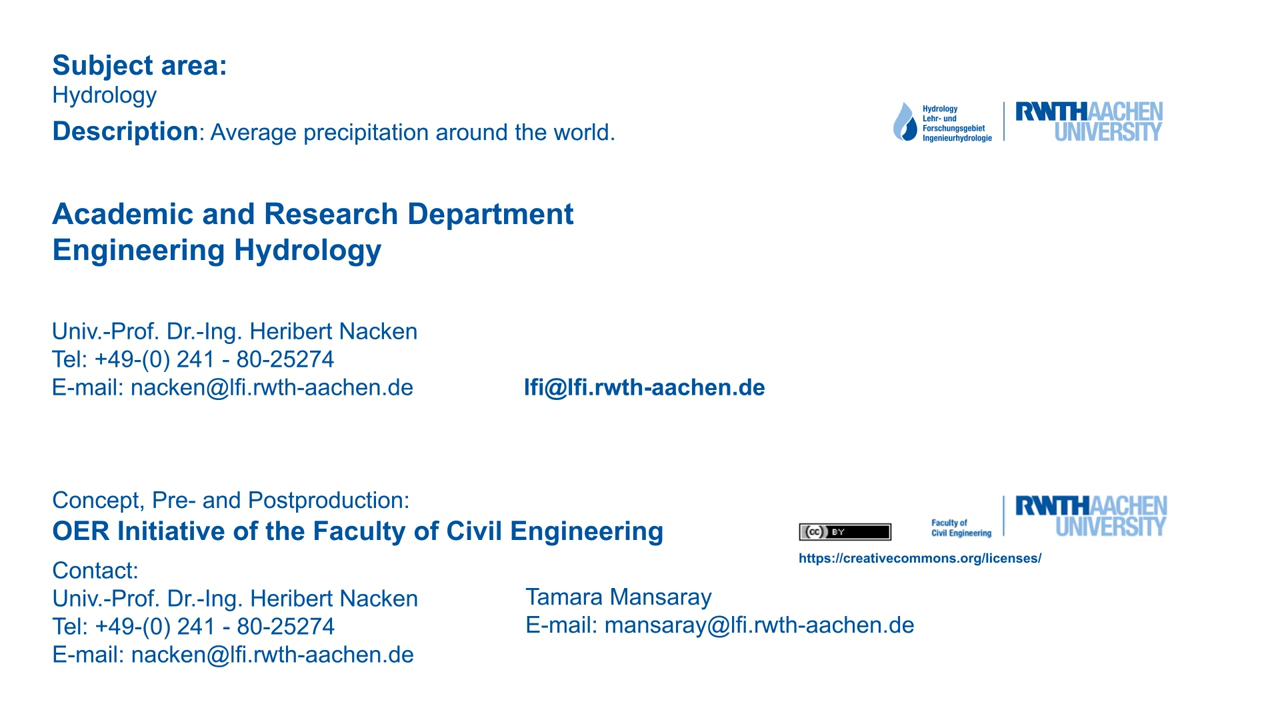 Subject area:
Hydrology
Description: Average precipitation around the world.
Hydrology
Lehr- und
Forschungsgebiet
Ingenieurhydrologie
RWTHAACHEN
UNIVERSITY
Academic and Research Department
Engineering Hydrology
Univ.-Prof. Dr.-Ing. Heribert Nacken
Tel: +49-(0) 241 - 80-25274
E-mail: nacken@lfi.rwth-aachen.de
lfi@lfi.rwth-aachen.de
Concept, Pre- and Postproduction:
OER Initiative of the Faculty of Civil Engineering
cc BY
https://creativecommons.org/licenses/
Faculty of
Civil Engineering
RWTHAACHEN
UNIVERSITY
Contact:
Univ.-Prof. Dr.-Ing. Heribert Nacken
Tel: +49-(0) 241 - 80-25274
E-mail: nacken@lfi.rwth-aachen.de
Tamara Mansaray
E-mail: mansaray@lfi.rwth-aachen.de